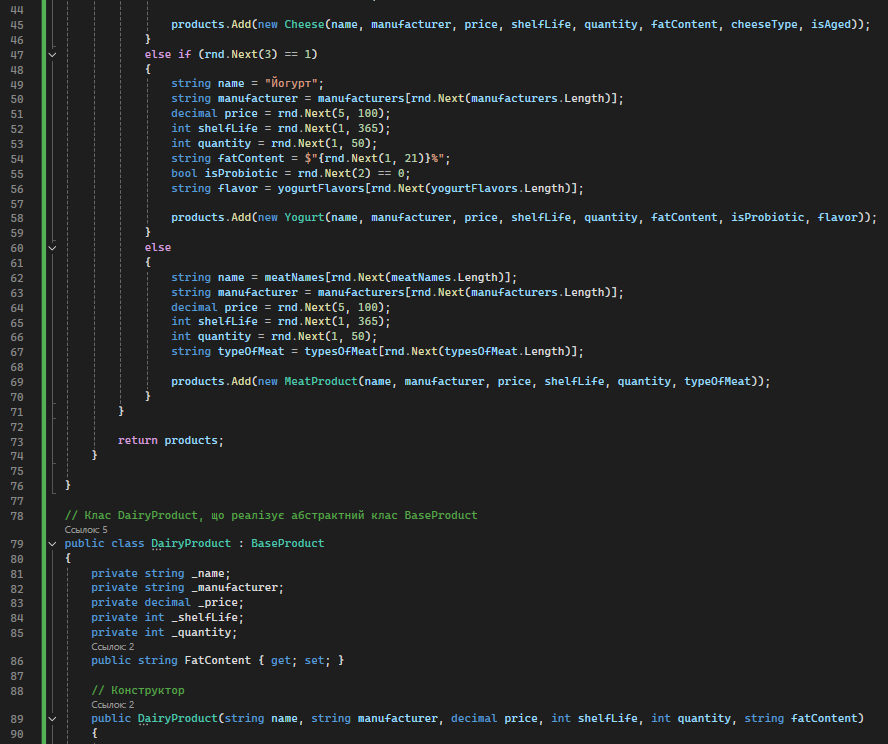 44
45 products.Add(new Cheese(name, manufacturer, price, shelfLife, quantity, fatContent, cheeseType, isAged));
46 }
47 else if (rnd.Next(3) == 1)
48 {
49 string name = "Йогурт";
50 string manufacturer = manufacturers[rnd.Next(manufacturers.Length)];
51 decimal price = rnd.Next(5, 100);
52 int shelfLife = rnd.Next(1, 365);
53 int quantity = rnd.Next(1, 50);
54 string fatContent = $"{rnd.Next(1, 21)}%";
55 bool isProbiotic = rnd.Next(2) == 0;
56 string flavor = yogurtFlavors[rnd.Next(yogurtFlavors.Length)];
57
58 products.Add(new Yogurt(name, manufacturer, price, shelfLife, quantity, fatContent, isProbiotic, flavor));
59 }
60 else
61 {
62 string name = meatNames[rnd.Next(meatNames.Length)];
63 string manufacturer = manufacturers[rnd.Next(manufacturers.Length)];
64 decimal price = rnd.Next(5, 100);
65 int shelfLife = rnd.Next(1, 365);
66 int quantity = rnd.Next(1, 50);
67 string typeOfMeat = typesOfMeat[rnd.Next(typesOfMeat.Length)];
68
69 products.Add(new MeatProduct(name, manufacturer, price, shelfLife, quantity, typeOfMeat));
70 }
71 }
72
73 return products;
74 }
75
76 }
77
78 // Клас DairyProduct, що реалізує абстрактний клас BaseProduct
Ссылок: 5
79 public class DairyProduct : BaseProduct
80 {
81 private string _name;
82 private string _manufacturer;
83 private decimal _price;
84 private int _shelfLife;
85 private int _quantity;
Ссылок: 2
86 public string FatContent { get; set; }
87
88 // Конструктор
Ссылок: 2
89 public DairyProduct(string name, string manufacturer, decimal price, int shelfLife, int quantity, string fatContent)
90 {